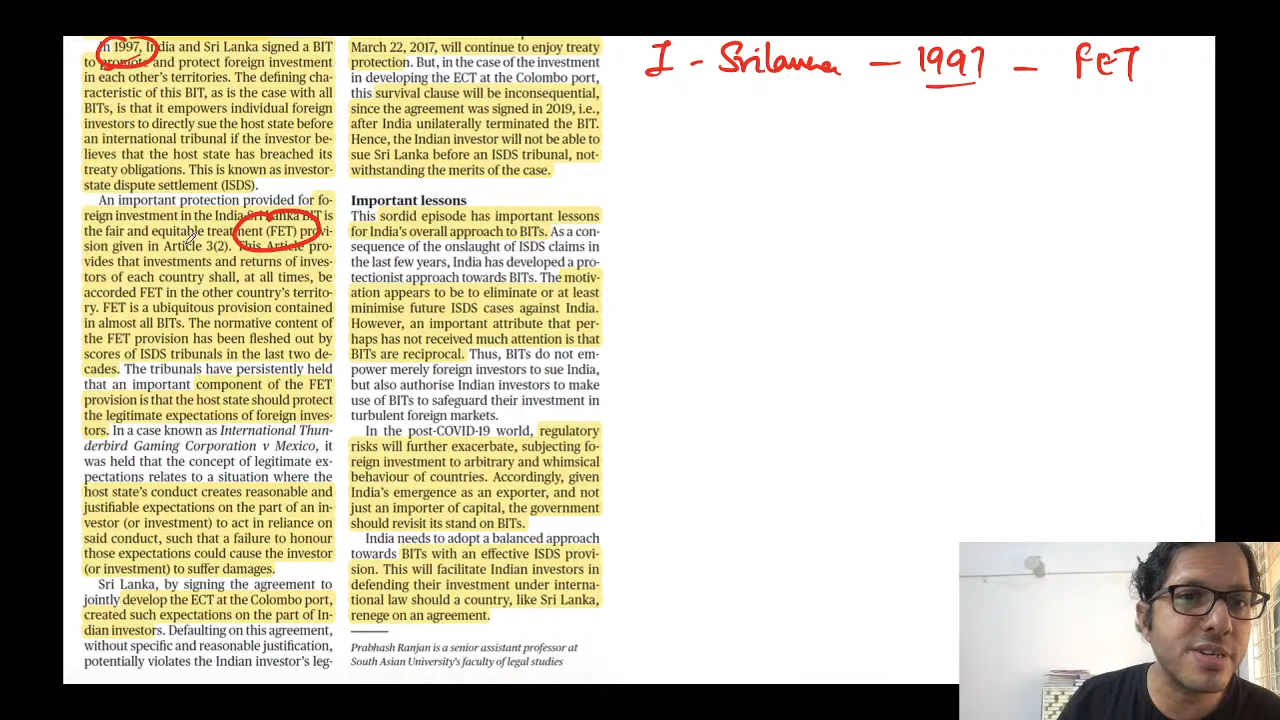 In 1997, India and Sri Lanka signed a BIT
to promote and protect foreign investment
in each other's territories. The defining cha-
racteristic of this BIT, as is the case with all
BITs, is that it empowers individual foreign
investors to directly sue the host state before
an international tribunal if the investor be-
lieves that the host state has breached its
treaty obligations. This is known as investor-
state dispute settlement (ISDS).
An important protection provided for fo-
reign investment in the India-Sri Lanka BIT is
the fair and equitable treatment (FET) provi-
sion given in Article 3(2). This Article pro-
vides that investments and returns of inves-
tors of each country shall, at all times, be
accorded FET in the other country's territo-
ry. FET is a ubiquitous provision contained
in almost all BITs. The normative content of
the FET provision has been fleshed out by
scores of ISDS tribunals in the last two de-
cades. The tribunals have persistently held
that an important component of the FET
provision is that the host state should protect
the legitimate expectations of foreign inves-
tors. In a case known as International Thun-
derbird Gaming Corporation v Mexico, it
was held that the concept of legitimate ex-
pectations relates to a situation where the
host state's conduct creates reasonable and
justifiable expectations on the part of an in-
vestor (or investment) to act in reliance on
said conduct, such that a failure to honour
those expectations could cause the investor
(or investment) to suffer damages.
Sri Lanka, by signing the agreement to
jointly develop the ECT at the Colombo port,
created such expectations on the part of In-
dian investors. Defaulting on this agreement,
without specific and reasonable justification,
potentially violates the Indian investor's leg-
March 22, 2017, will continue to enjoy treaty
protection. But, in the case of the investment
in developing the ECT at the Colombo port,
this survival clause will be inconsequential,
since the agreement was signed in 2019, i.e.,
after India unilaterally terminated the BIT.
Hence, the Indian investor will not be able to
sue Sri Lanka before an ISDS tribunal, not-
withstanding the merits of the case.
Important lessons
This sordid episode has important lessons
for India's overall approach to BITs. As a con-
sequence of the onslaught of ISDS claims in
the last few years, India has developed a pro-
tectionist approach towards BITs. The motiv-
ation appears to be to eliminate or at least
minimise future ISDS cases against India.
However, an important attribute that per-
haps has not received much attention is that
BITs are reciprocal. Thus, BITs do not em-
power merely foreign investors to sue India,
but also authorise Indian investors to make
use of BITs to safeguard their investment in
turbulent foreign markets.
In the post-COVID-19 world, regulatory
risks will further exacerbate, subjecting fo-
reign investment to arbitrary and whimsical
behaviour of countries. Accordingly, given
India's emergence as an exporter, and not
just an importer of capital, the government
should revisit its stand on BITs.
India needs to adopt a balanced approach
towards BITs with an effective ISDS provi-
sion. This will facilitate Indian investors in
defending their investment under interna-
tional law should a country, like Sri Lanka,
renege on an agreement.
Prabhash Ranjan is a senior assistant professor at
South Asian University's faculty of legal studies
I - Srilanka - 1997 - FET